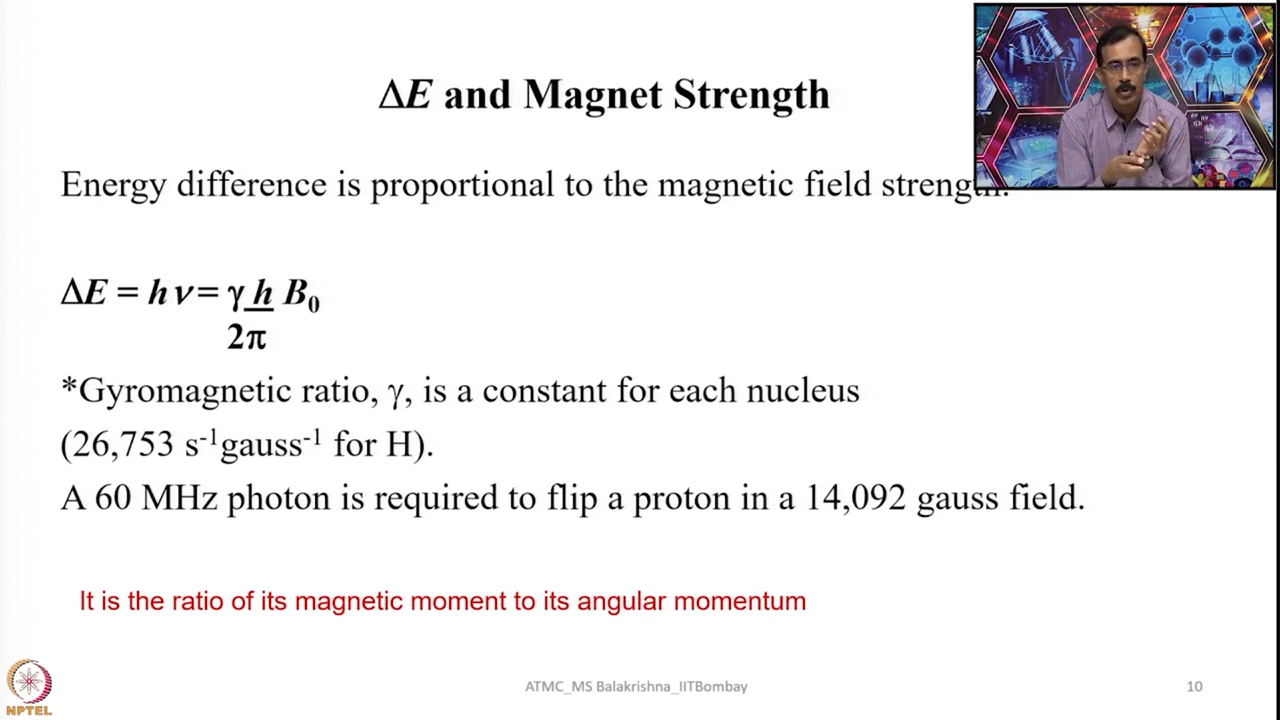 ΔE and Magnet Strength
Energy difference is proportional to the magnetic field strength.
ΔE = h ν = γ h B₀
2π
*Gyromagnetic ratio, γ, is a constant for each nucleus
(26,753 s⁻¹gauss⁻¹ for H).
A 60 MHz photon is required to flip a proton in a 14,092 gauss field.
It is the ratio of its magnetic moment to its angular momentum
NPTEL
ATMC_MS Balakrishna_IITBombay
10